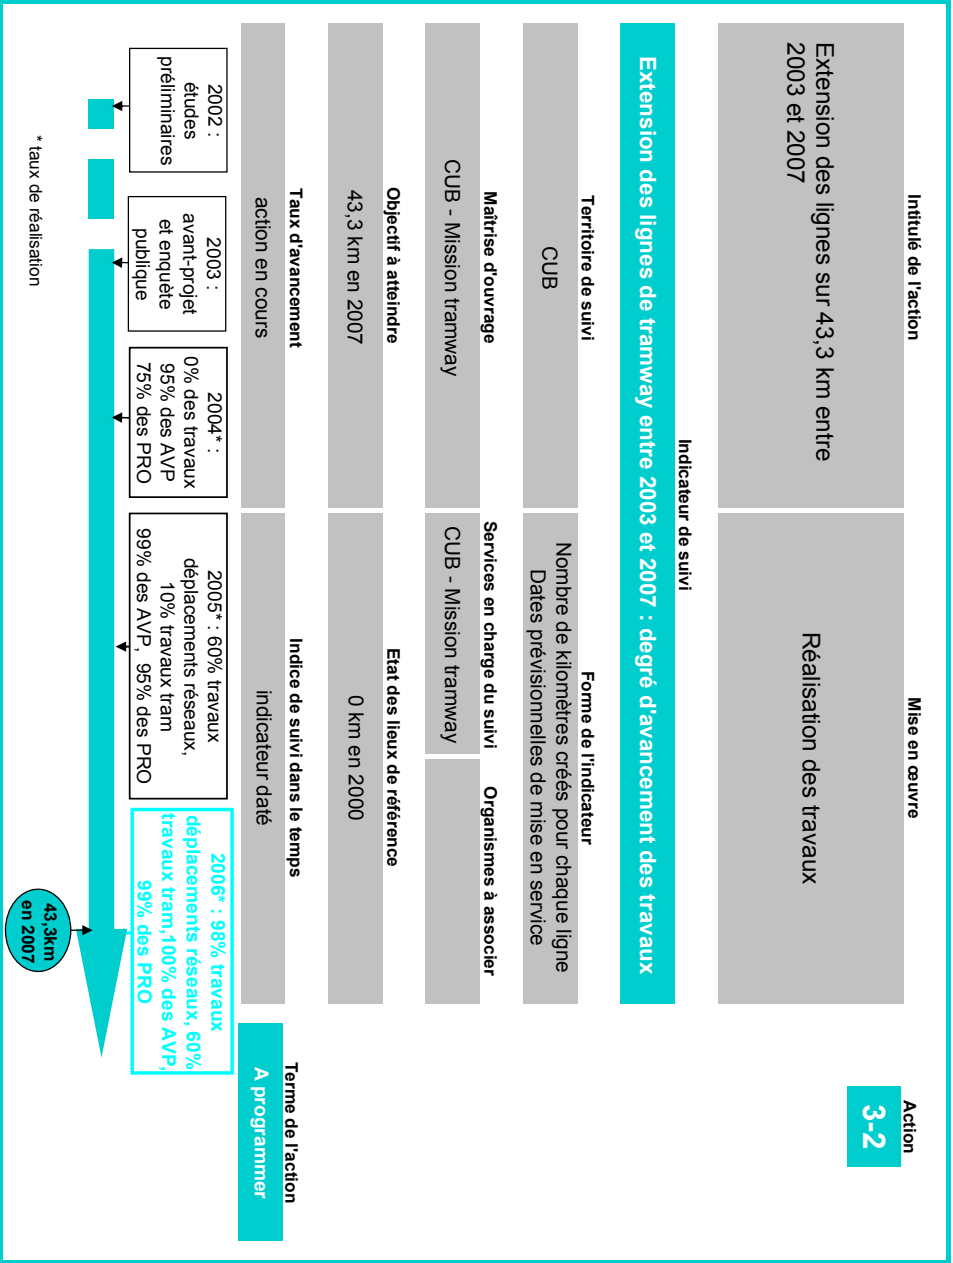 Intitulé de l'action
Mise en œuvre
Action
Extension des lignes sur 43,3 km entre
2003 et 2007
Réalisation des travaux
3-2
Indicateur de suivi
Extension des lignes de tramway entre 2003 et 2007 : degré d'avancement des travaux
Territoire de suivi
Forme de l'indicateur
CUB
Nombre de kilomètres créés pour chaque ligne
Dates prévisionnelles de mise en service
Maîtrise d'ouvrage
Services en charge du suivi
Organismes à associer
CUB - Mission tramway
CUB - Mission tramway
Objectif à atteindre
Etat des lieux de référence
43,3 km en 2007
0 km en 2000
Taux d'avancement
Indice de suivi dans le temps
Terme de l'action
action en cours
indicateur daté
A programmer
2002 :
études
préliminaires
2003 :
avant-projet
et enquète
publique
2004* :
0% des travaux
95% des AVP
75% des PRO
2005* : 60% travaux
déplacements réseaux,
10% travaux tram
99% des AVP, 95% des PRO
2006* : 98% travaux
déplacements réseaux, 60%
travaux tram,100% des AVP,
99% des PRO
43,3km
en 2007
* taux de réalisation